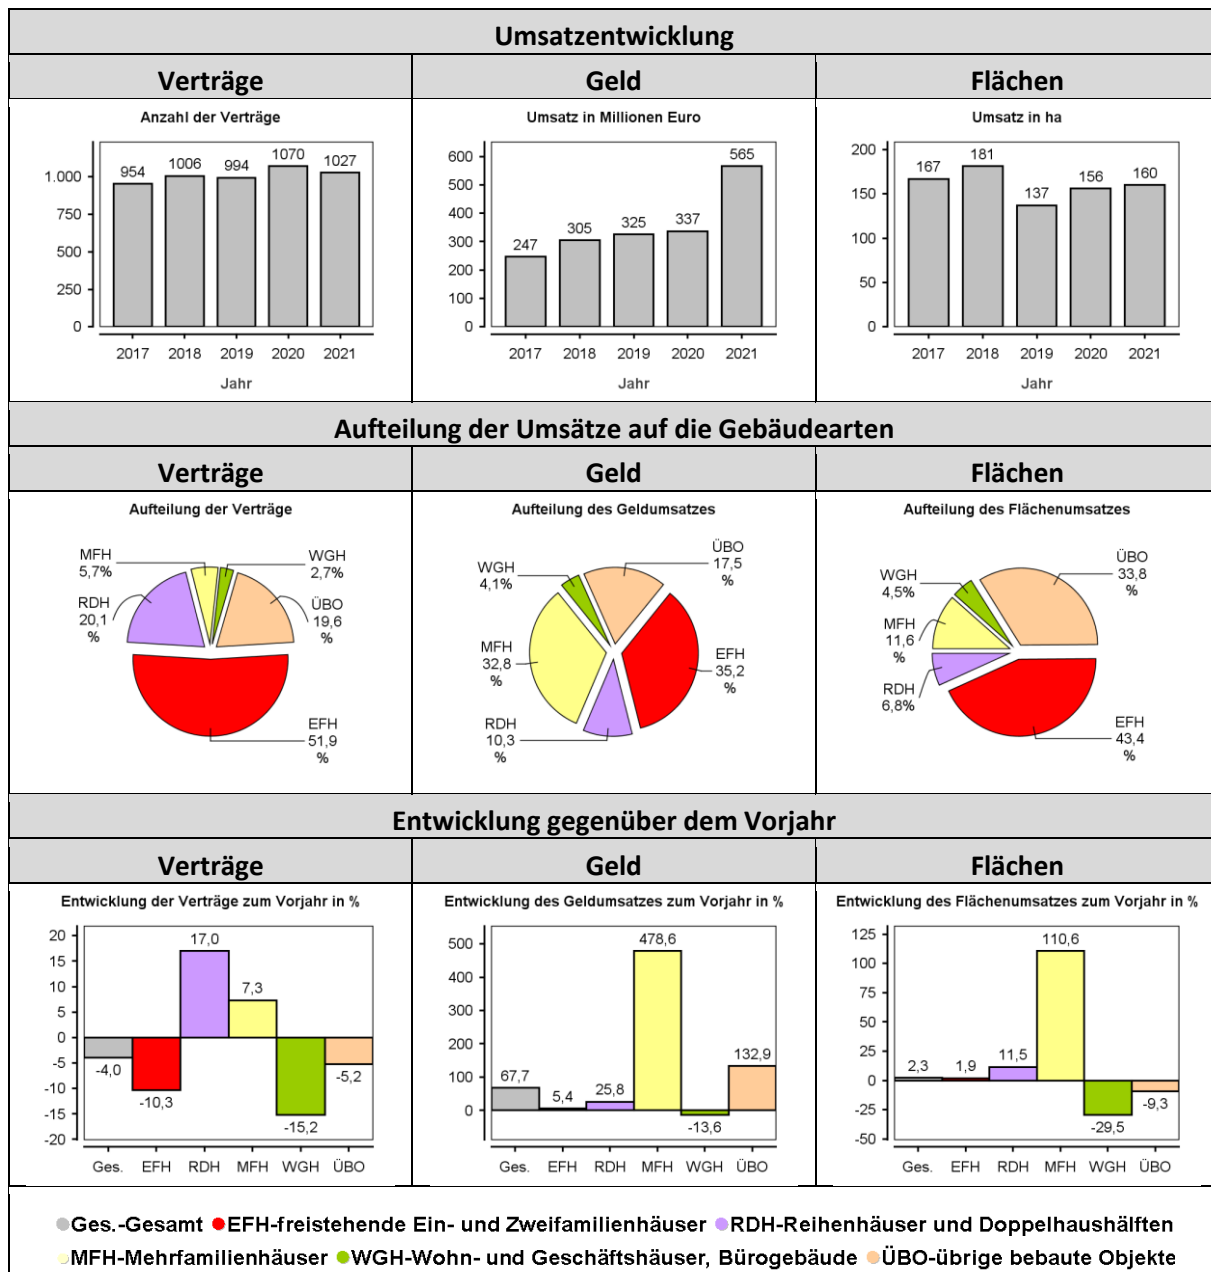 Umsatzentwicklung
Verträge
Geld
Flächen
Anzahl der Verträge
1.000
750
500
250
0
954
1006
994
1070
1027
2017
2018
2019
2020
2021
Jahr
Umsatz in Millionen Euro
600
500
400
300
200
100
0
247
305
325
337
565
2017
2018
2019
2020
2021
Jahr
Umsatz in ha
200
150
100
50
0
167
181
137
156
160
2017
2018
2019
2020
2021
Aufteilung der Umsätze auf die Gebäudearten
Verträge
Geld
Flächen
Aufteilung der Verträge
MFH
5,7%
WGH
2,7%
RDH
20,1
%
ÜBO
19,6
%
EFH
51,9
%
Aufteilung des Geldumsatzes
WGH
4,1%
ÜBO
17,5
%
MFH
32,8
%
EFH
35,2
%
RDH
10,3
%
Aufteilung des Flächenumsatzes
ÜBO
33,8
%
WGH
4,5%
MFH
11,6
%
RDH
6,8%
EFH
43,4
%
Entwicklung gegenüber dem Vorjahr
Verträge
Geld
Flächen
Entwicklung der Verträge zum Vorjahr in %
20
15
10
5
0
-5
-10
-15
-20
-4,0
-10,3
17,0
7,3
-15,2
-5,2
Ges.
EFH
RDH
MFH
WGH
ÜBO
Entwicklung des Geldumsatzes zum Vorjahr in %
500
400
300
200
100
0
67,7
5,4
25,8
478,6
-13,6
132,9
Ges.
EFH
RDH
MFH
WGH
ÜBO
Entwicklung des Flächenumsatzes zum Vorjahr in %
125
100
75
50
25
0
-25
-50
2,3
1,9
11,5
110,6
-29,5
-9,3
Ges.
EFH
RDH
MFH
WGH
ÜBO
Ges.-Gesamt EFH-freistehende Ein- und Zweifamilienhäuser RDH-Reihenhäuser und Doppelhaushälften
MFH-Mehrfamilienhäuser WGH-Wohn- und Geschäftshäuser, Bürogebäude ÜBO-übrige bebaute Objekte